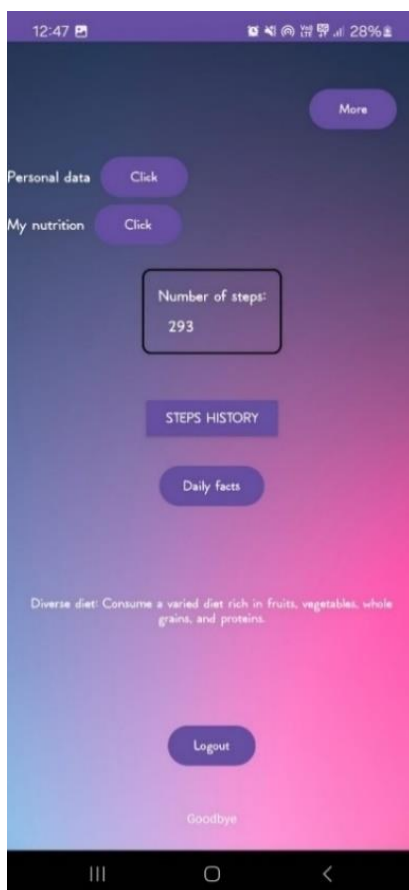 12:47 28%
More
Personal data Click
My nutrition Click
Number of steps:
293
STEPS HISTORY
Daily facts
Diverse diet: Consume a varied diet rich in fruits, vegetables, whole
grains, and proteins.
Logout
Goodbye